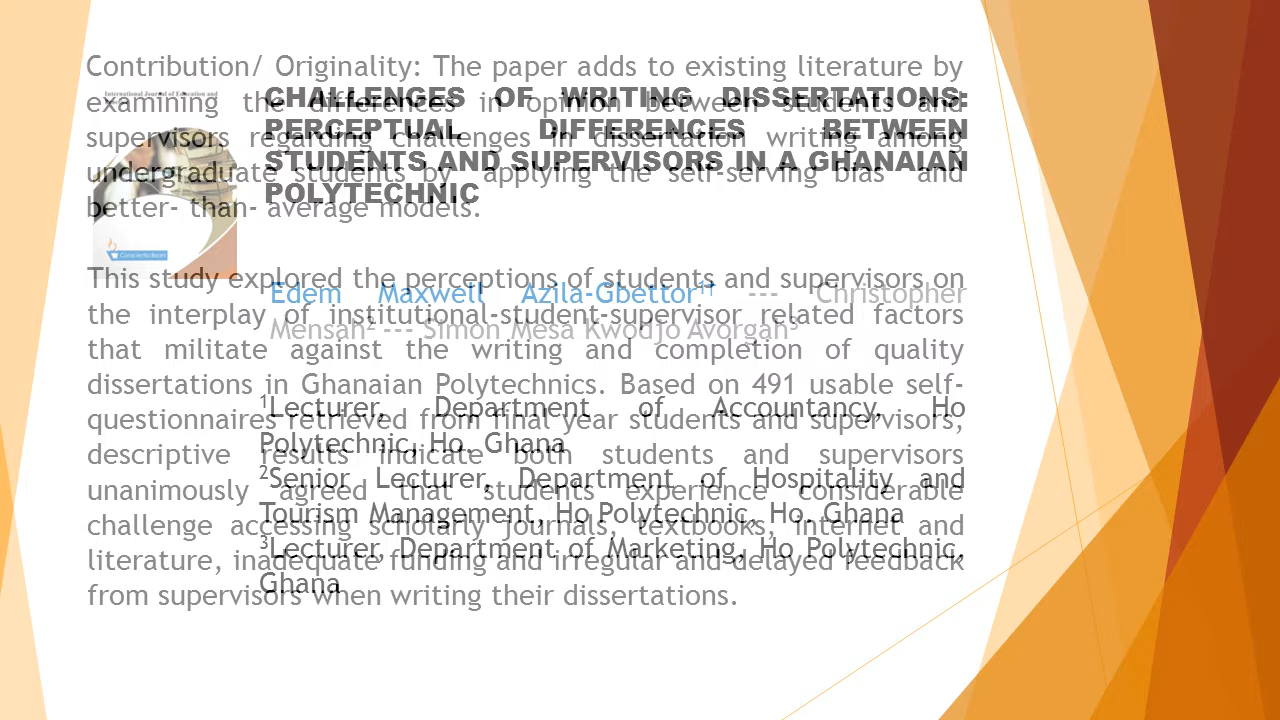 Contribution/ Originality: The paper adds to existing literature by
examining the differences in opinion between students and
supervisors regarding challenges in dissertation writing among
undergraduate students by applying the self-serving bias and
better- than- average models.
This study explored the perceptions of students and supervisors on
the interplay of institutional-student-supervisor related factors
that militate against the writing and completion of quality
dissertations in Ghanaian Polytechnics. Based on 491 usable self-
questionnaires retrieved from final year students and supervisors,
descriptive results indicate both students and supervisors
unanimously agreed that students experience considerable
challenge accessing scholarly journals, textbooks, internet and
literature, inadequate funding and irregular and delayed feedback
from supervisors when writing their dissertations.
International Journal of Education and
CHALLENGES OF WRITING DISSERTATIONS:
PERCEPTUAL DIFFERENCES BETWEEN
STUDENTS AND SUPERVISORS IN A GHANAIAN
POLYTECHNIC
Edem Maxwell Azila-Gbettor¹† --- Christopher
Mensah² --- Simon Mesa Kwodjo Avorgah³
¹Lecturer, Department of Accountancy, Ho
Polytechnic, Ho. Ghana
²Senior Lecturer, Department of Hospitality and
Tourism Management, Ho Polytechnic, Ho. Ghana
³Lecturer, Department of Marketing, Ho Polytechnic,
Ghana